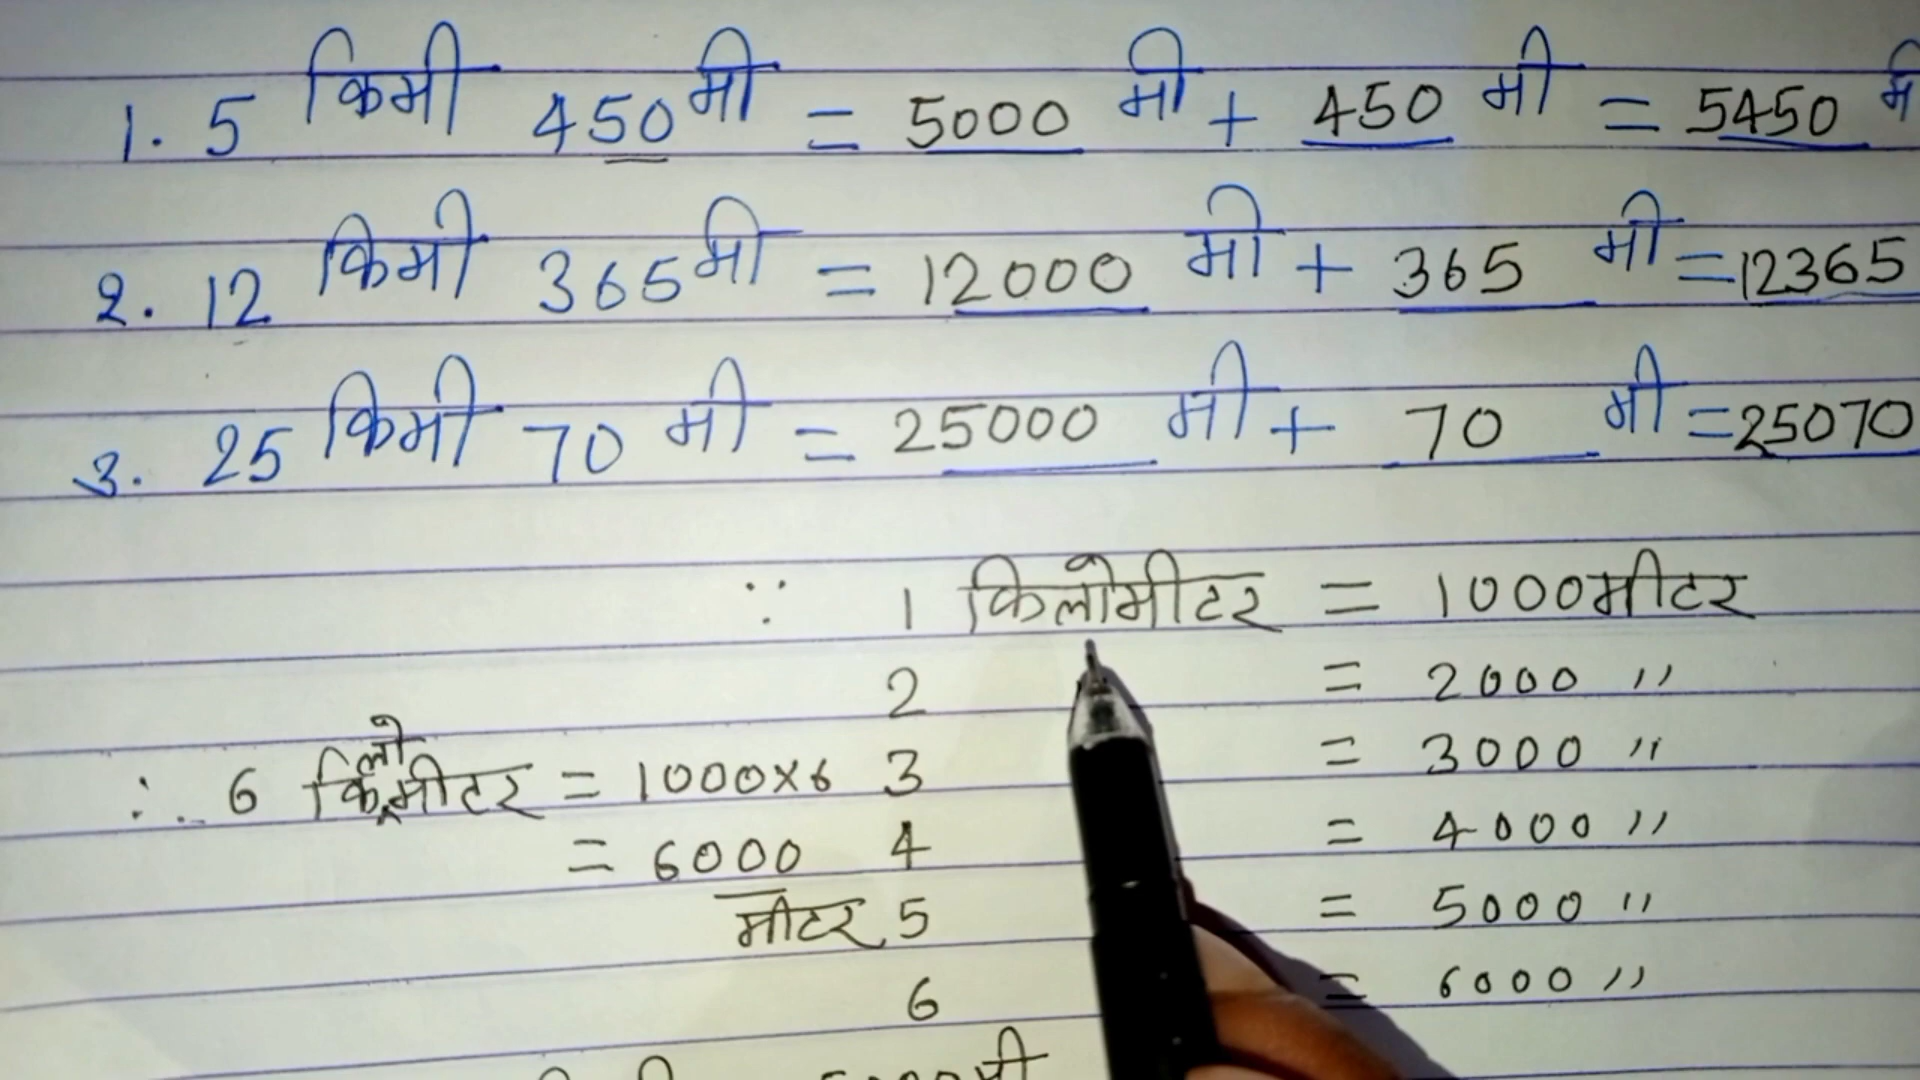 1. 5 किमी 450 मी = 5000 मी + 450 मी = 5450 मी
2. 12 किमी 365 मी = 12000 मी + 365 मी = 12365
3. 25 किमी 70 मी = 25000 मी + 70 मी = 25070
∵ 1 किलोमीटर = 1000 मीटर
2 = 2000 ,,
3 = 3000 ,,
4 = 4000 ,,
5 = 5000 ,,
6 = 6000 ,,
∴ 6 किलोमीटर = 1000×6
= 6000
मीटर